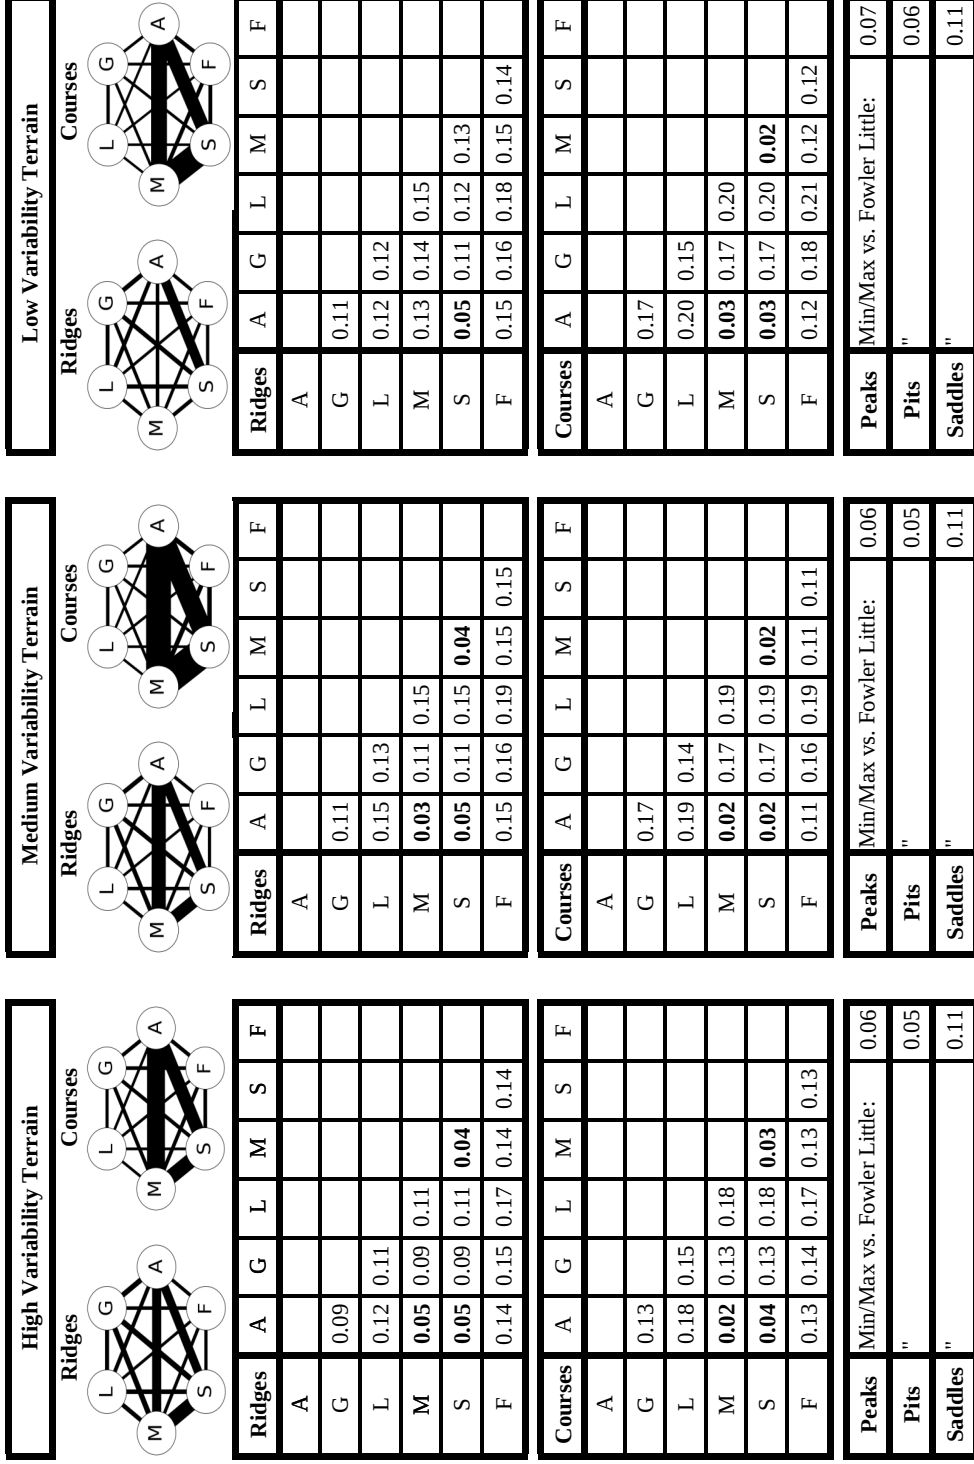 High Variability Terrain
Ridges Courses
L G L G
M A M A
S F S F
Ridges A G L M S F
A
G 0.09
L 0.12 0.11
M 0.05 0.09 0.11
S 0.05 0.09 0.11 0.04
F 0.14 0.15 0.17 0.14 0.14
Courses A G L M S F
A
G 0.13
L 0.18 0.15
M 0.02 0.13 0.18
S 0.04 0.13 0.18 0.03
F 0.13 0.14 0.17 0.13 0.13
Peaks Min/Max vs. Fowler Little: 0.06
Pits " 0.05
Saddles " 0.11
Medium Variability Terrain
Ridges Courses
L G L G
M A M A
S F S F
Ridges A G L M S F
A
G 0.11
L 0.15 0.13
M 0.03 0.11 0.15
S 0.05 0.11 0.15 0.04
F 0.15 0.16 0.19 0.15 0.15
Courses A G L M S F
A
G 0.17
L 0.19 0.14
M 0.02 0.17 0.19
S 0.02 0.17 0.19 0.02
F 0.11 0.16 0.19 0.11 0.11
Peaks Min/Max vs. Fowler Little: 0.06
Pits " 0.05
Saddles " 0.11
Low Variability Terrain
Ridges Courses
L G L G
M A M A
S F S F
Ridges A G L M S F
A
G 0.11
L 0.12 0.12
M 0.13 0.14 0.15
S 0.05 0.11 0.12 0.13
F 0.15 0.16 0.18 0.15 0.14
Courses A G L M S F
A
G 0.17
L 0.20 0.15
M 0.03 0.17 0.20
S 0.03 0.17 0.20 0.02
F 0.12 0.18 0.21 0.12 0.12
Peaks Min/Max vs. Fowler Little: 0.07
Pits " 0.06
Saddles " 0.11